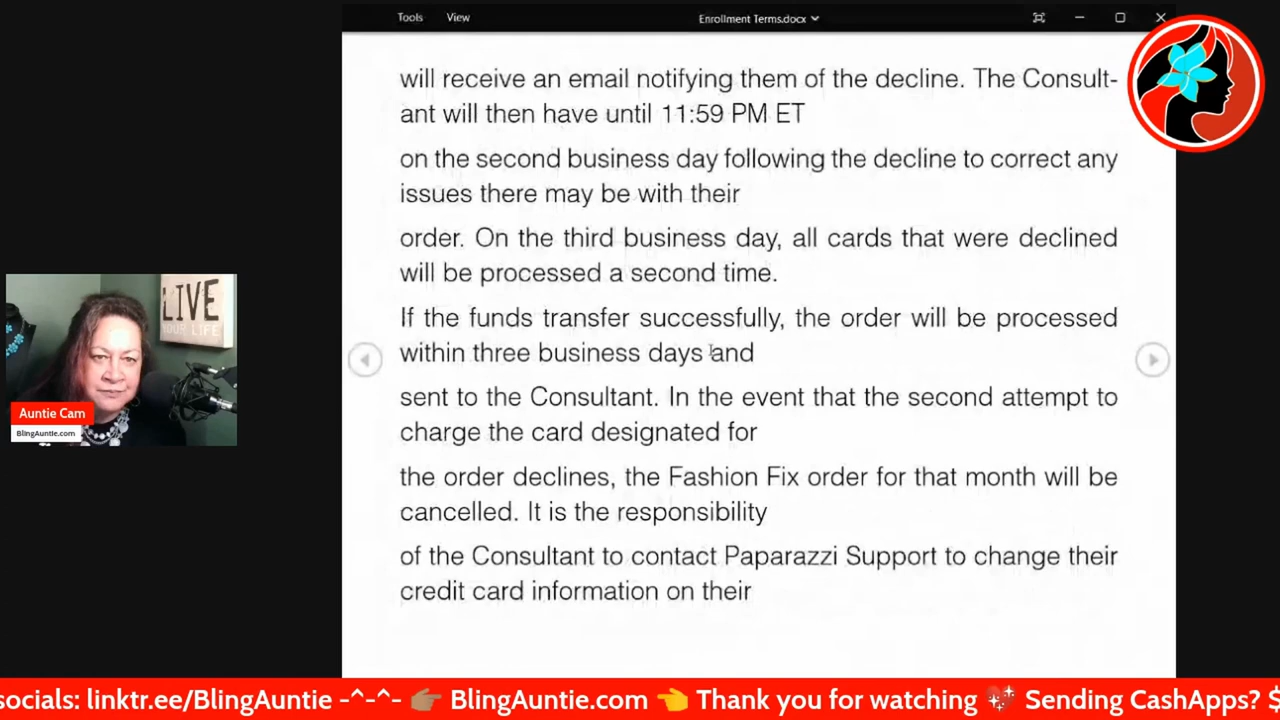 Tools View Enrollment Terms.docx
will receive an email notifying them of the decline. The Consult-
ant will then have until 11:59 PM ET
on the second business day following the decline to correct any
issues there may be with their
order. On the third business day, all cards that were declined
will be processed a second time.
If the funds transfer successfully, the order will be processed
within three business days and
sent to the Consultant. In the event that the second attempt to
charge the card designated for
the order declines, the Fashion Fix order for that month will be
cancelled. It is the responsibility
of the Consultant to contact Paparazzi Support to change their
credit card information on their
LIVE
YOUR LIFE
Auntie Cam
BlingAuntie.com
socials: linktr.ee/BlingAuntie -^-^- 👉🏽 BlingAuntie.com 👈 Thank you for watching 💖 Sending CashApps? $